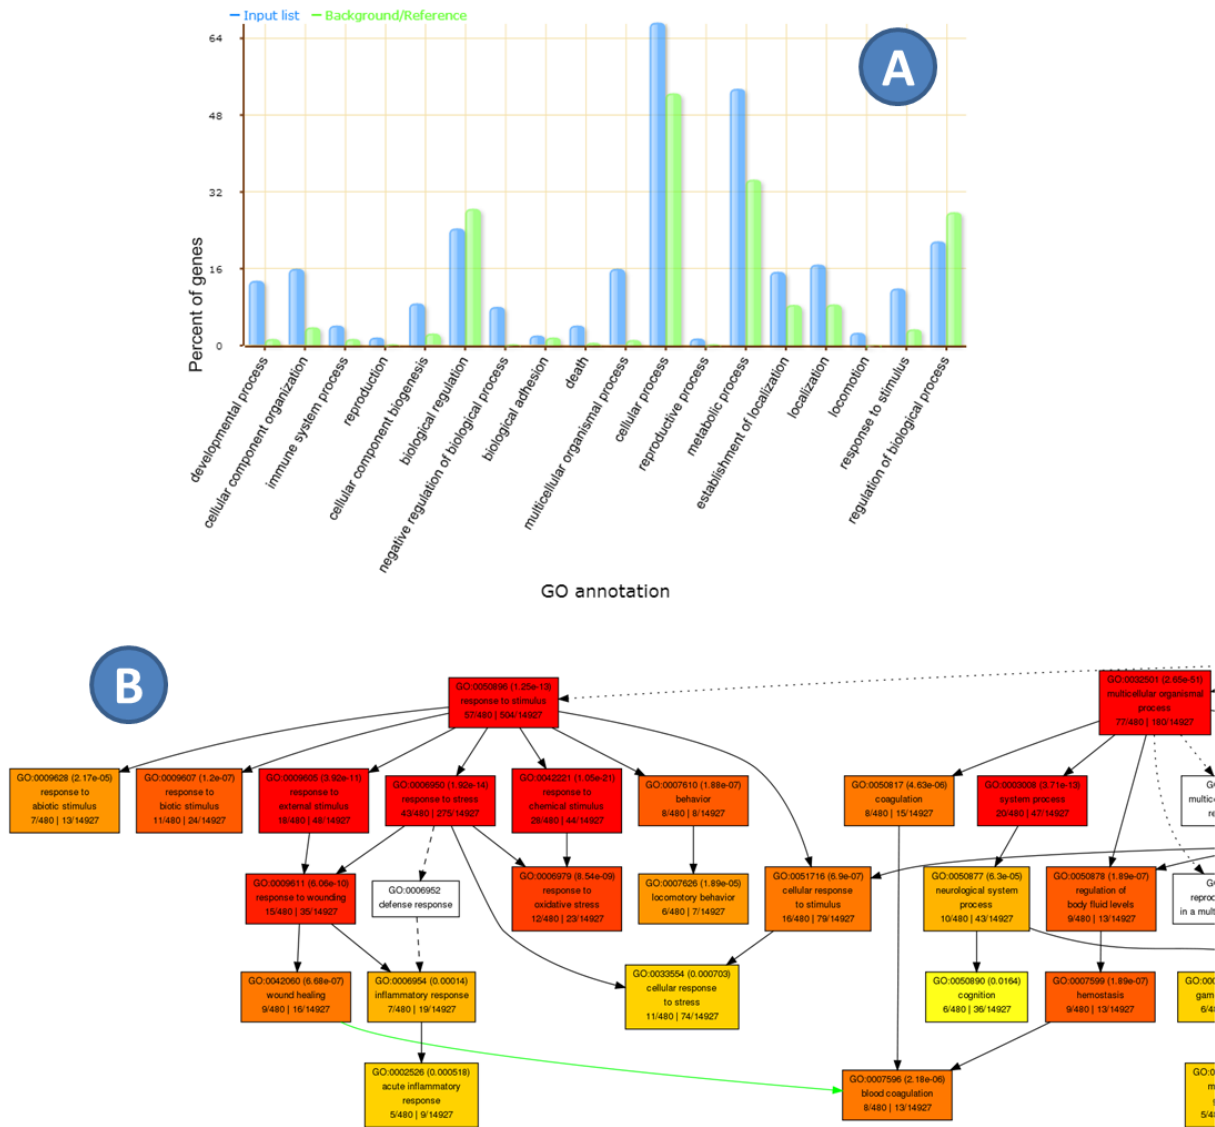 Input list
Background/Reference
A
64
48
32
16
0
Percent of genes
developmental process
cellular component organization
immune system process
reproduction
cellular component biogenesis
biological regulation
negative regulation of biological process
biological adhesion
death
multicellular organismal process
cellular process
reproductive process
metabolic process
establishment of localization
localization
locomotion
response to stimulus
regulation of biological process
GO annotation
B
GO:0050896 (1.25e-13)
response to stimulus
57/480 | 504/14927
GO:0032501 (2.65e-51)
multicellular organismal
process
77/480 | 180/14927
GO:0009628 (2.17e-05)
response to
abiotic stimulus
7/480 | 13/14927
GO:0009607 (1.2e-07)
response to
biotic stimulus
11/480 | 24/14927
GO:0009605 (3.92e-11)
response to
external stimulus
18/480 | 48/14927
GO:0006950 (1.92e-14)
response to stress
43/480 | 275/14927
GO:0042221 (1.05e-21)
response to
chemical stimulus
28/480 | 44/14927
GO:0007610 (1.88e-07)
behavior
8/480 | 8/14927
GO:0050817 (4.63e-06)
coagulation
8/480 | 15/14927
GO:0003008 (3.71e-13)
system process
20/480 | 47/14927
GO:0009611 (6.06e-10)
response to wounding
15/480 | 35/14927
GO:0006952
defense response
GO:0006979 (8.54e-09)
response to
oxidative stress
12/480 | 23/14927
GO:0007626 (1.89e-05)
locomotory behavior
6/480 | 7/14927
GO:0051716 (6.9e-07)
cellular response
to stimulus
16/480 | 79/14927
GO:0050877 (6.3e-05)
neurological system
process
10/480 | 43/14927
GO:0050878 (1.89e-07)
regulation of
body fluid levels
9/480 | 13/14927
in a mult
GO:0042060 (6.68e-07)
wound healing
9/480 | 16/14927
GO:0006954 (0.00014)
inflammatory response
7/480 | 19/14927
GO:0033554 (0.000703)
cellular response
to stress
11/480 | 74/14927
GO:0050890 (0.0164)
cognition
6/480 | 36/14927
GO:0007599 (1.89e-07)
hemostasis
9/480 | 13/14927
GO:0002526 (0.000518)
acute inflammatory
response
5/480 | 9/14927
GO:0007596 (2.18e-06)
blood coagulation
8/480 | 13/14927